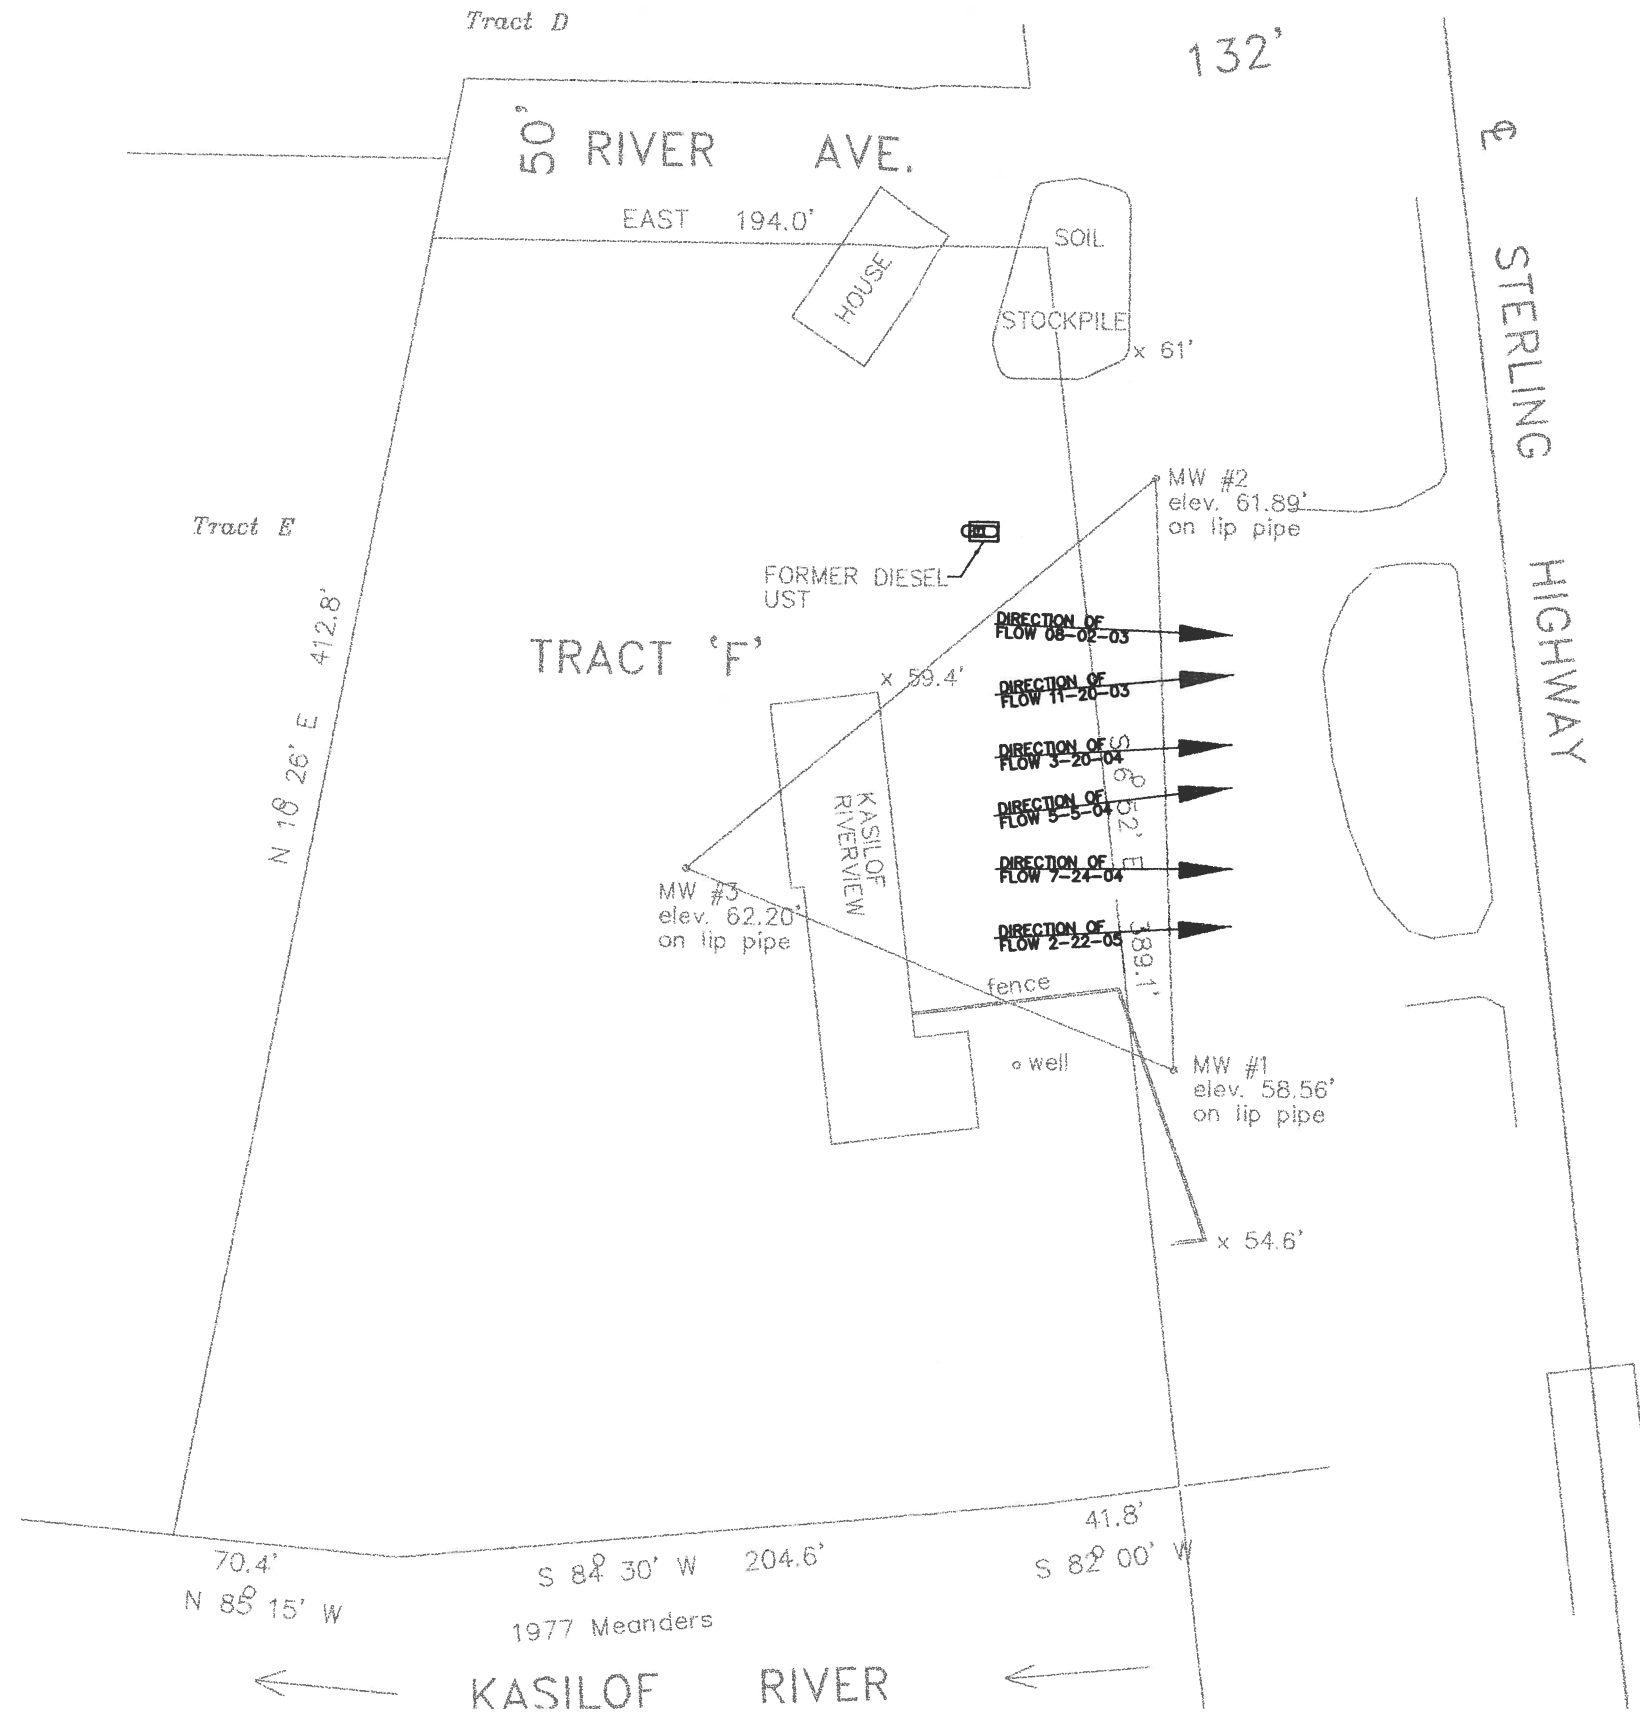 Tract D
132'
50'
RIVER AVE.
EAST 194.0'
HOUSE
SOIL
STOCKPILE
x 61'
℄ STERLING HIGHWAY
MW #2
elev. 61.89'
on lip pipe
Tract E
FORMER DIESEL
UST
N 10° 26' E 412.8'
TRACT 'F'
x 59.4'
DIRECTION OF
FLOW 08-02-03
DIRECTION OF
FLOW 11-20-03
DIRECTION OF
FLOW 3-20-04
DIRECTION OF
FLOW 5-5-04
DIRECTION OF
FLOW 7-24-04
DIRECTION OF
FLOW 2-22-05
S 6° 52' E 389.1'
KASILOF
RIVERVIEW
MW #3
elev. 62.20'
on lip pipe
fence
well
MW #1
elev. 58.56'
on lip pipe
x 54.6'
70.4'
N 85° 15' W
S 84° 30' W 204.6'
41.8'
S 82° 00' W
1977 Meanders
KASILOF RIVER